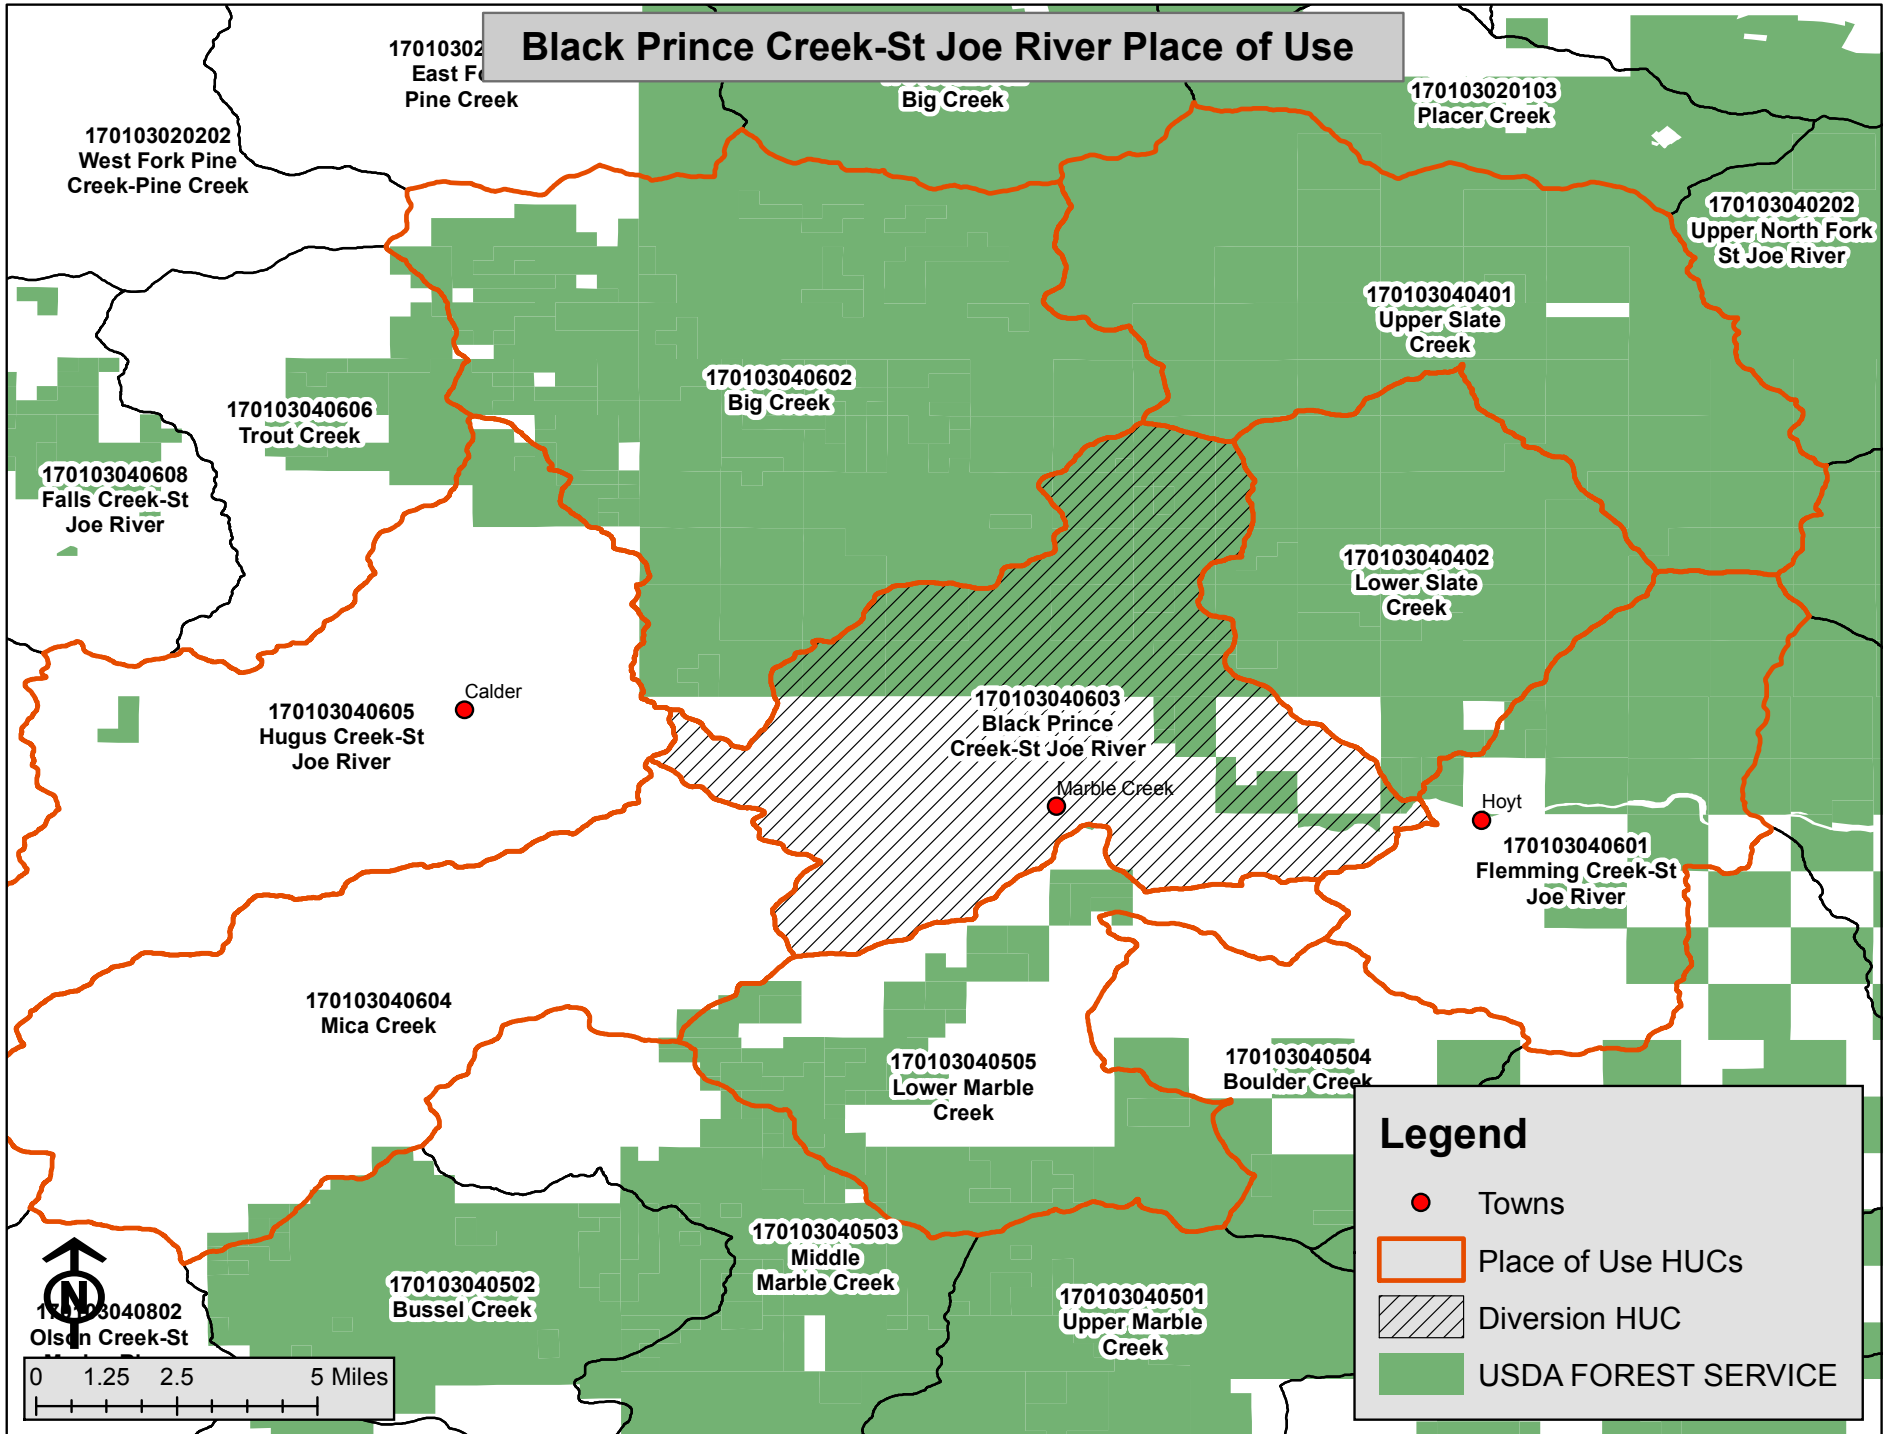 Black Prince Creek-St Joe River Place of Use
Pine Creek
Big Creek
170103020103
Placer Creek
170103020202
West Fork Pine
Creek-Pine Creek
170103040202
Upper North Fork
St Joe River
170103040401
Upper Slate
Creek
170103040602
Big Creek
170103040606
Trout Creek
170103040608
Falls Creek-St
Joe River
170103040402
Lower Slate
Creek
Calder
170103040605
Hugus Creek-St
Joe River
170103040603
Black Prince
Creek-St Joe River
Marble Creek
Hoyt
170103040601
Flemming Creek-St
Joe River
170103040604
Mica Creek
170103040505
Lower Marble
Creek
170103040504
Boulder Creek
170103040503
Middle
Marble Creek
170103040502
Bussel Creek
170103040501
Upper Marble
Creek
N
170103040802
Olson Creek-St
0 1.25 2.5 5 Miles
Legend
Towns
Place of Use HUCs
Diversion HUC
USDA FOREST SERVICE